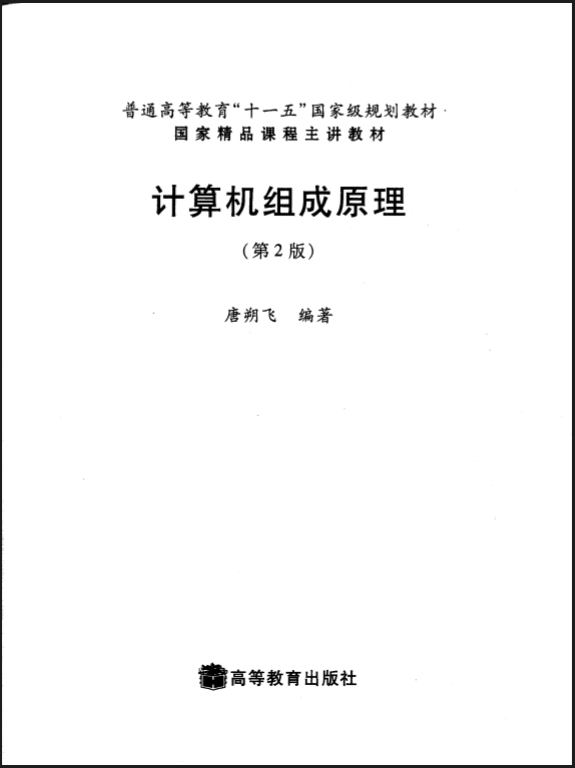 普通高等教育“十一五”国家级规划教材
国家精品课程主讲教材
计算机组成原理
（第2版）
唐朔飞 编著
高等教育出版社